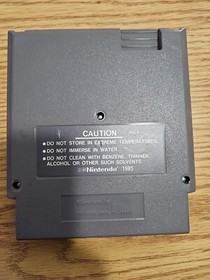 CAUTION
•DO NOT STORE IN EXTREME TEMPERATURES.
•DO NOT IMMERSE IN WATER.
•DO NOT CLEAN WITH BENZENE, THINNER,
ALCOHOL OR OTHER SUCH SOLVENTS
Nintendo 1985